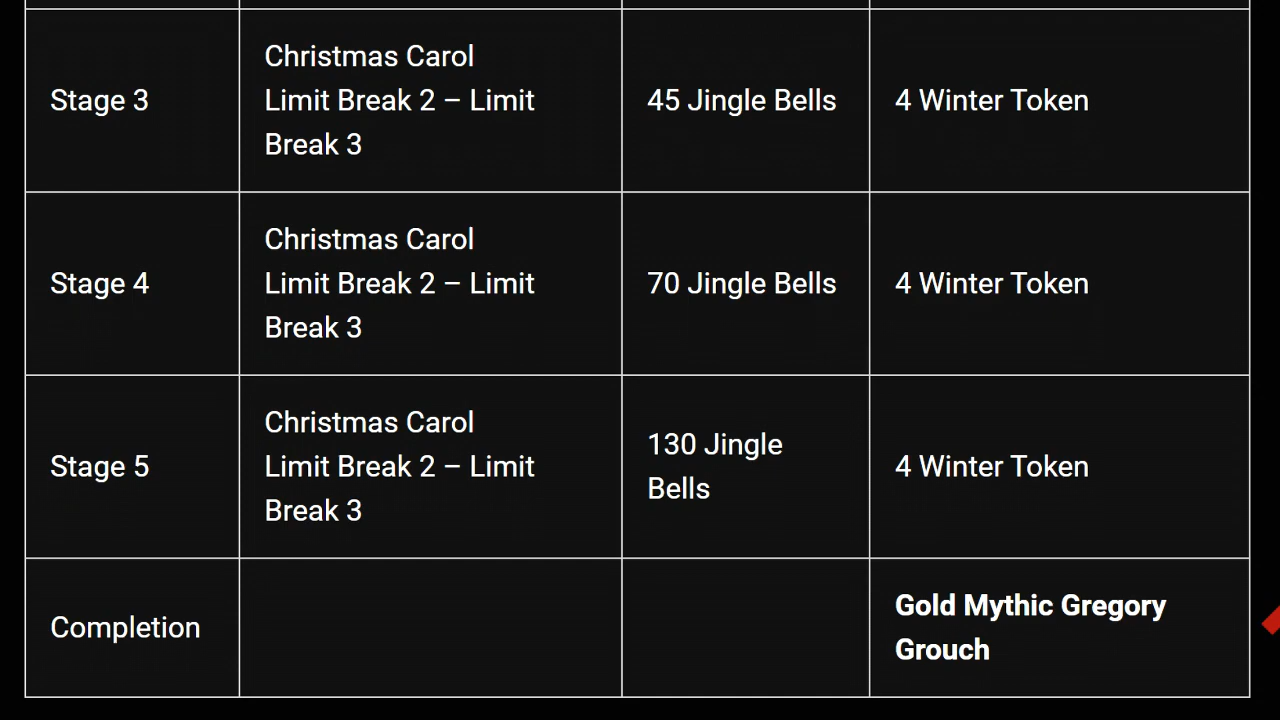 Stage 3
Christmas Carol
Limit Break 2 – Limit
Break 3
45 Jingle Bells
4 Winter Token
Stage 4
Christmas Carol
Limit Break 2 – Limit
Break 3
70 Jingle Bells
4 Winter Token
Stage 5
Christmas Carol
Limit Break 2 – Limit
Break 3
130 Jingle
Bells
4 Winter Token
Completion
Gold Mythic Gregory
Grouch